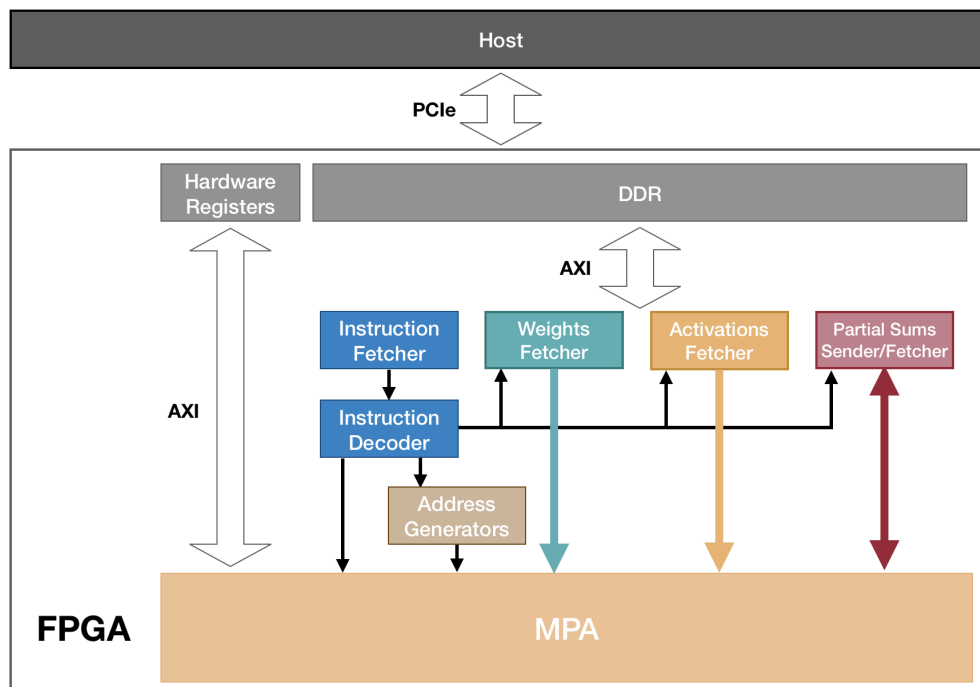 Host
PCIe
Hardware
Registers
DDR
AXI
Instruction
Fetcher
Weights
Fetcher
Activations
Fetcher
Partial Sums
Sender/Fetcher
AXI
Instruction
Decoder
Address
Generators
FPGA
MPA